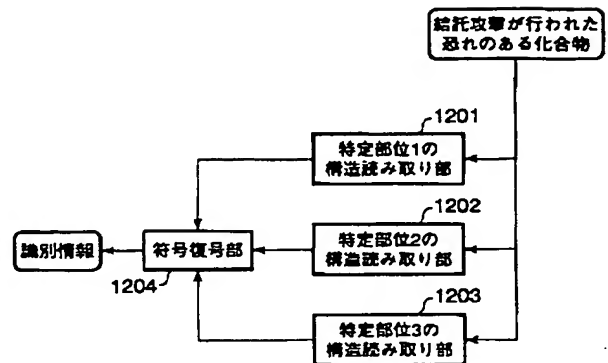 結託攻撃が行われた
恐れのある化合物
1201
特定部位1の
構造読み取り部
1202
特定部位2の
構造読み取り部
識別情報
符号復号部
1204
1203
特定部位3の
構造読み取り部